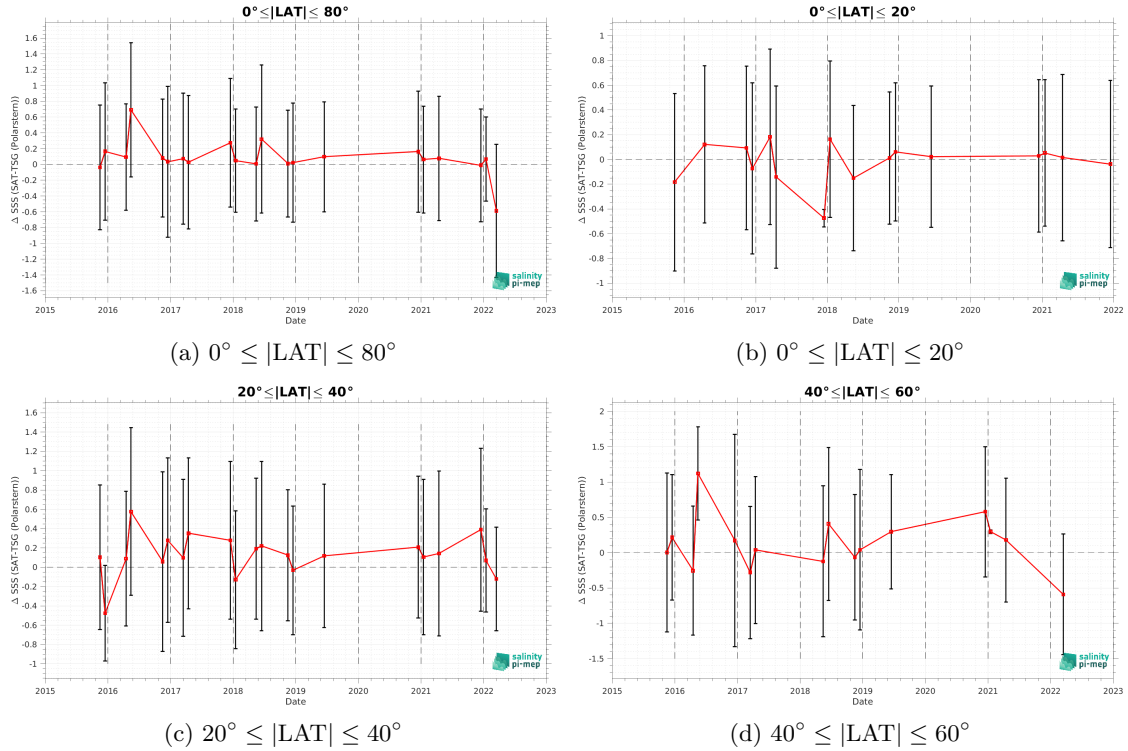 0°≤|LAT|≤ 80°
Δ SSS (SAT-TSG (Polarstern))
1.6
1.4
1.2
1
0.8
0.6
0.4
0.2
0
-0.2
-0.4
-0.6
-0.8
-1
-1.2
-1.4
-1.6
2015 2016 2017 2018 2019 2020 2021 2022 2023
Date
salinity
pi-mep
(a) 0° ≤ |LAT| ≤ 80°
0°≤|LAT|≤ 20°
Δ SSS (SAT-TSG (Polarstern))
1
0.8
0.6
0.4
0.2
0
-0.2
-0.4
-0.6
-0.8
-1
2015 2016 2017 2018 2019 2020 2021 2022
Date
salinity
pi-mep
(b) 0° ≤ |LAT| ≤ 20°
20°≤|LAT|≤ 40°
Δ SSS (SAT-TSG (Polarstern))
1.6
1.4
1.2
1
0.8
0.6
0.4
0.2
0
-0.2
-0.4
-0.6
-0.8
-1
2015 2016 2017 2018 2019 2020 2021 2022 2023
Date
salinity
pi-mep
(c) 20° ≤ |LAT| ≤ 40°
40°≤|LAT|≤ 60°
Δ SSS (SAT-TSG (Polarstern))
2
1.5
1
0.5
0
-0.5
-1
-1.5
2015 2016 2017 2018 2019 2020 2021 2022 2023
Date
salinity
pi-mep
(d) 40° ≤ |LAT| ≤ 60°